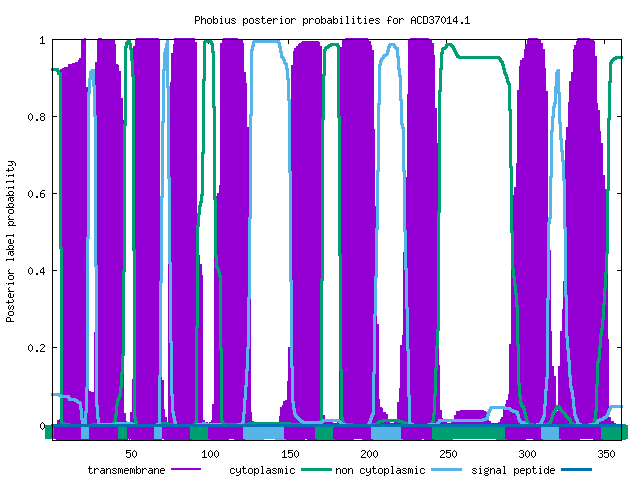 Phobius posterior probabilities for ACD37014.1
Posterior label probability
1
0.8
0.6
0.4
0.2
0
50 100 150 200 250 300 350
transmembrane cytoplasmic non cytoplasmic signal peptide